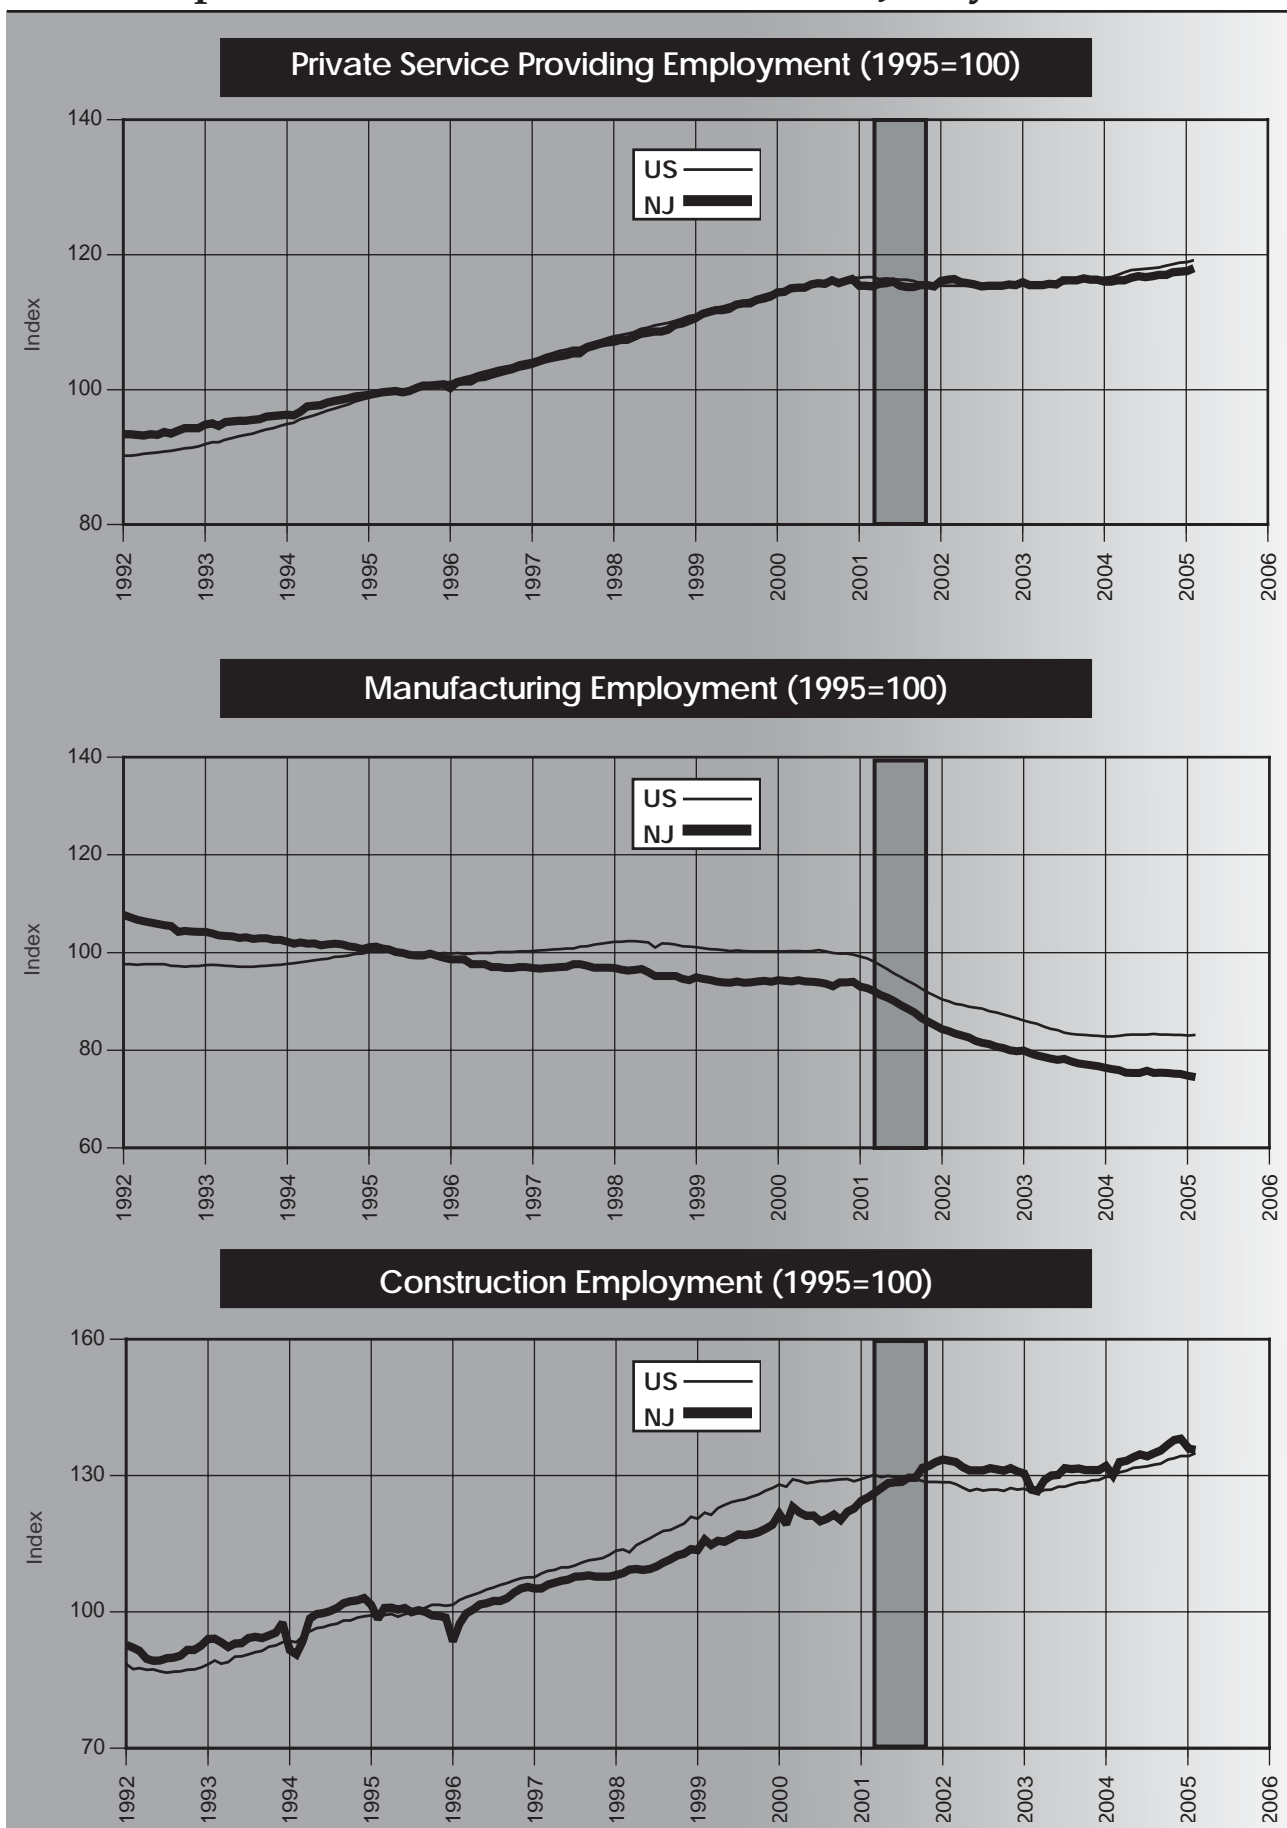 Private Service Providing Employment (1995=100)
140
120
100
80
Index
US
NJ
1992 1993 1994 1995 1996 1997 1998 1999 2000 2001 2002 2003 2004 2005 2006
Manufacturing Employment (1995=100)
140
120
100
80
60
Index
US
NJ
1992 1993 1994 1995 1996 1997 1998 1999 2000 2001 2002 2003 2004 2005 2006
Construction Employment (1995=100)
160
130
100
70
Index
US
NJ
1992 1993 1994 1995 1996 1997 1998 1999 2000 2001 2002 2003 2004 2005 2006